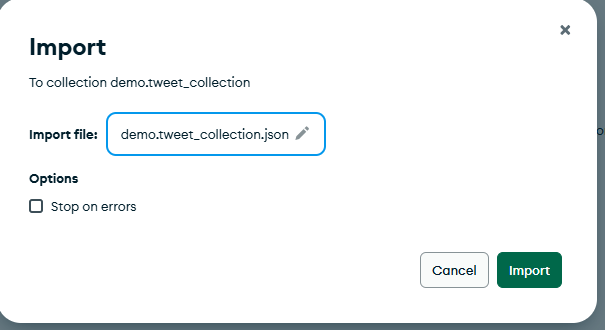 Import
To collection demo.tweet_collection
Import file: demo.tweet_collection.json
Options
Stop on errors
Cancel Import